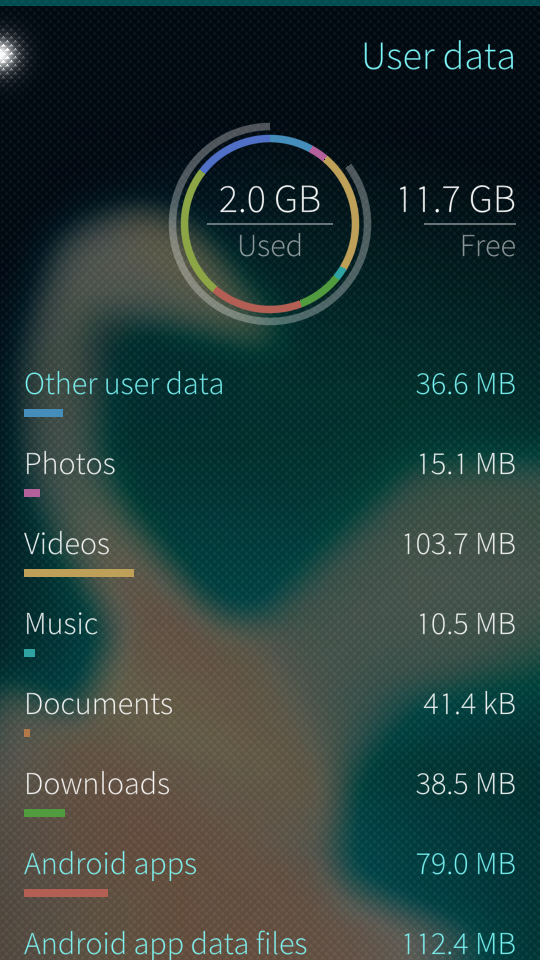 User data
2.0 GB
Used
11.7 GB
Free
Other user data 36.6 MB
Photos 15.1 MB
Videos 103.7 MB
Music 10.5 MB
Documents 41.4 kB
Downloads 38.5 MB
Android apps 79.0 MB
Android app data files 112.4 MB